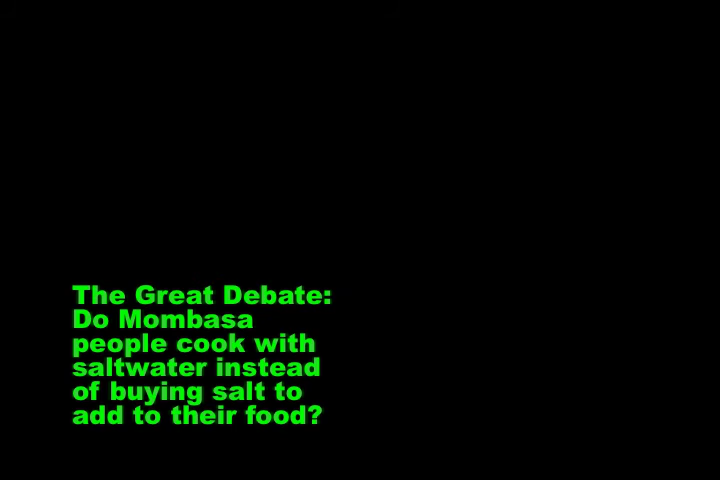 The Great Debate:
Do Mombasa
people cook with
saltwater instead
of buying salt to
add to their food?